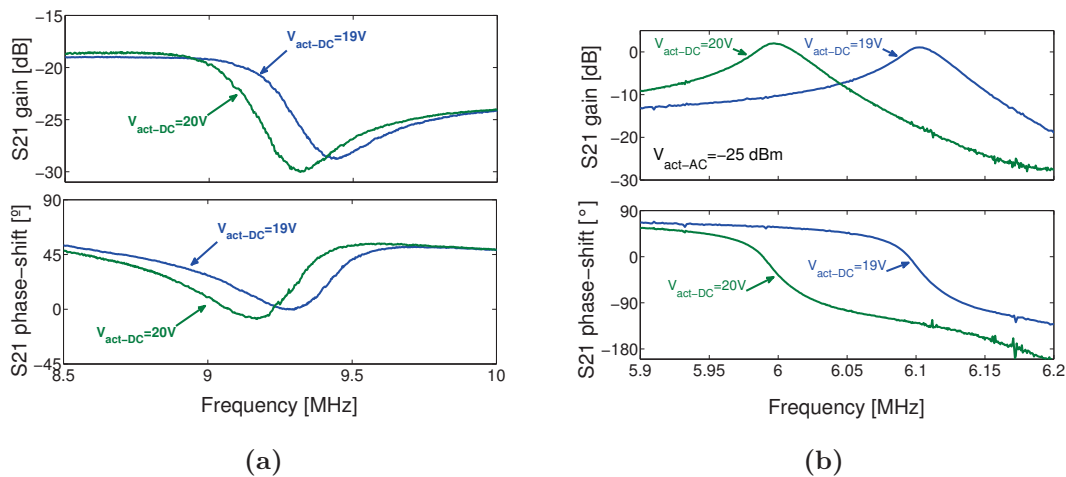 −15
−20
−25
−30
S21 gain [dB]
V_act−DC=19V
V_act−DC=20V
90
45
0
−45
S21 phase−shift [º]
V_act−DC=19V
V_act−DC=20V
8.5
9
9.5
10
Frequency [MHz]
(a)
0
−10
−20
−30
S21 gain [dB]
V_act−DC=20V
V_act−DC=19V
V_act−AC=−25 dBm
90
0
−90
−180
S21 phase−shift [°]
V_act−DC=19V
V_act−DC=20V
5.9
5.95
6
6.05
6.1
6.15
6.2
Frequency [MHz]
(b)